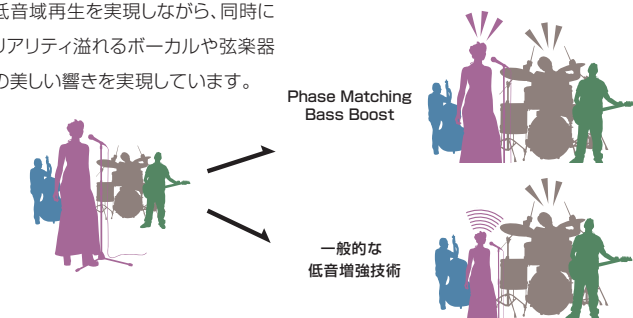 低音域再生を実現しながら、同時に
リアリティ溢れるボーカルや弦楽器
の美しい響きを実現しています。
Phase Matching
Bass Boost
一般的な
低音増強技術